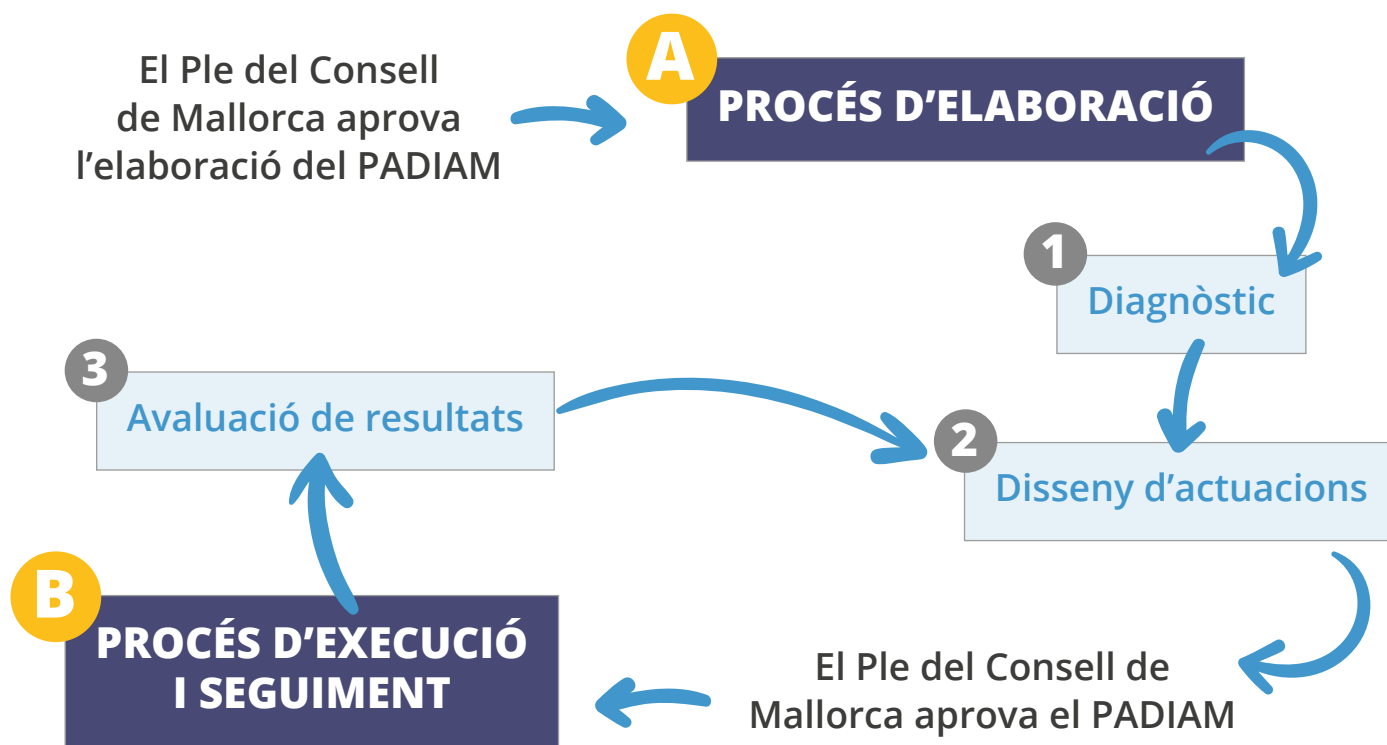 El Ple del Consell
de Mallorca aprova
l’elaboració del PADIAM
A
PROCÉS D’ELABORACIÓ
1
Diagnòstic
2
Disseny d’actuacions
El Ple del Consell de
Mallorca aprova el PADIAM
B
PROCÉS D’EXECUCIÓ
I SEGUIMENT
3
Avaluació de resultats